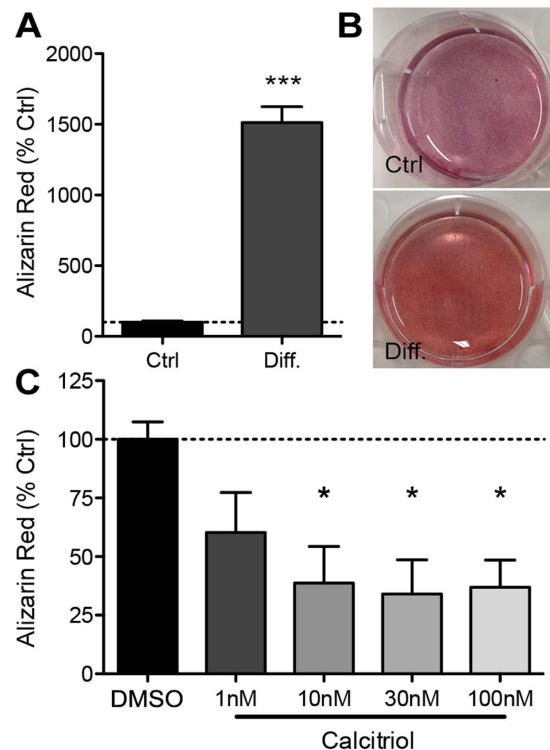 A
Alizarin Red (% Ctrl)
2000
1500
1000
500
0
***
Ctrl
Diff.
B
Ctrl
Diff.
C
Alizarin Red (% Ctrl)
125
100
75
50
25
0
* * *
DMSO 1nM 10nM 30nM 100nM
Calcitriol